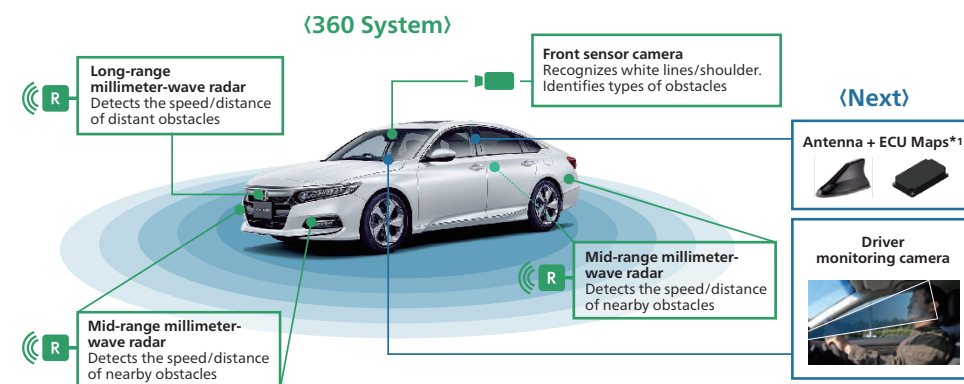 〈360 System〉
Long-range
millimeter-wave radar
Detects the speed/distance
of distant obstacles
R
Front sensor camera
Recognizes white lines/shoulder.
Identifies types of obstacles
〈Next〉
Antenna + ECU Maps*1
Driver
monitoring camera
Mid-range millimeter-
wave radar
Detects the speed/distance
of nearby obstacles
R
Mid-range millimeter-
wave radar
Detects the speed/distance
of nearby obstacles
R